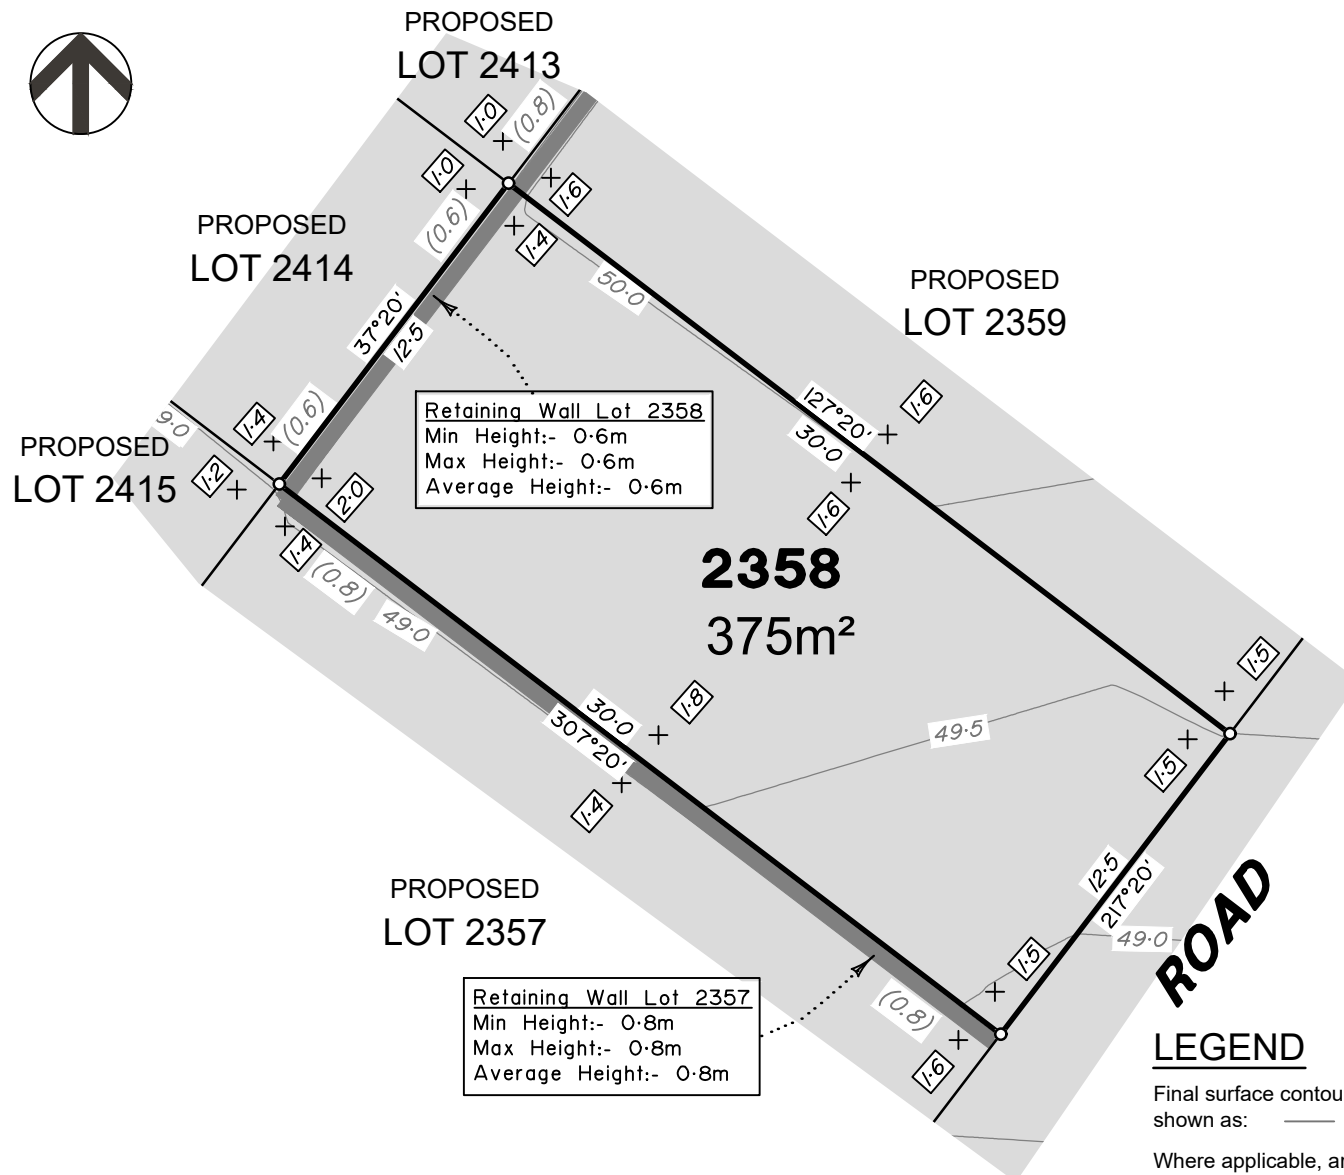 PROPOSED
LOT 2413
1·0
(0.8)
1·0
1·6
(0.6)
1·4
PROPOSED
LOT 2414
50·0
PROPOSED
LOT 2359
37°20'
12·5
Retaining Wall Lot 2358
Min Height:- 0·6m
Max Height:- 0·6m
Average Height:- 0·6m
127°20'
30·0
1·6
1·6
9·0
1·4
(0.6)
PROPOSED
LOT 2415
1·2
2·0
1·4
(0.8)
49·0
2358
375m²
1·8
30·0
307°20'
1·4
49·5
1·5
1·5
12·5
217°20'
49·0
ROAD
PROPOSED
LOT 2357
1·5
(0.8)
1·6
Retaining Wall Lot 2357
Min Height:- 0·8m
Max Height:- 0·8m
Average Height:- 0·8m
LEGEND
Final surface contou
shown as:
Where applicable, ar